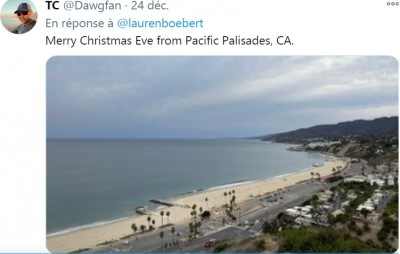 TC @Dawgfan · 24 déc.
En réponse à @laurenboebert
Merry Christmas Eve from Pacific Palisades, CA.